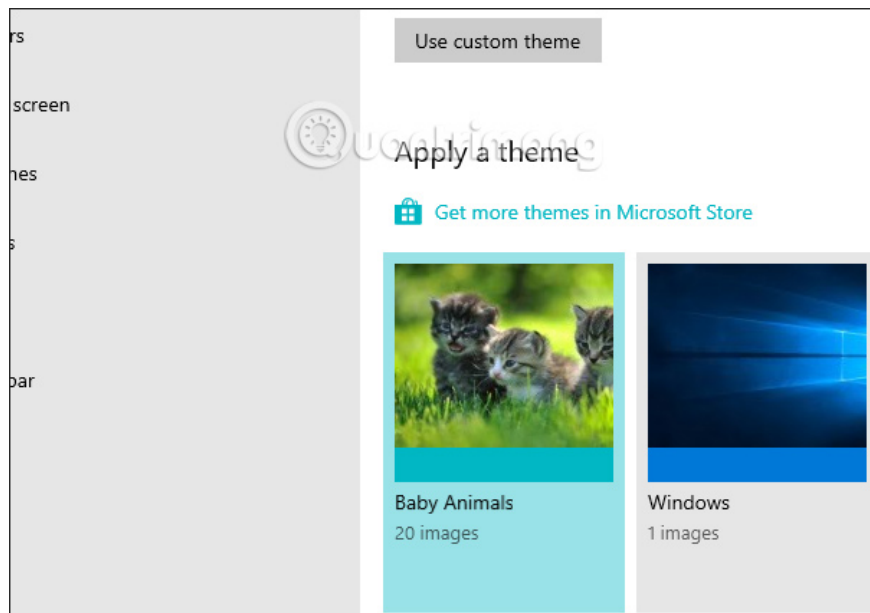 rs
screen
nes
s
bar
Use custom theme
Quantrimang
Apply a theme
Get more themes in Microsoft Store
Baby Animals
20 images
Windows
1 images